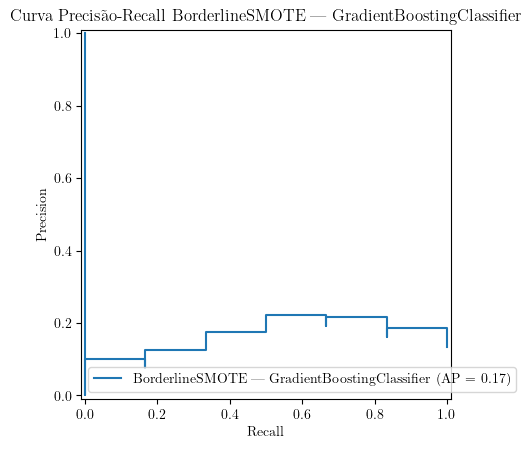 Curva Precisão-Recall BorderlineSMOTE — GradientBoostingClassifier
1.0
0.8
0.6
0.4
0.2
0.0
Precision
BorderlineSMOTE — GradientBoostingClassifier (AP = 0.17)
0.0 0.2 0.4 0.6 0.8 1.0
Recall